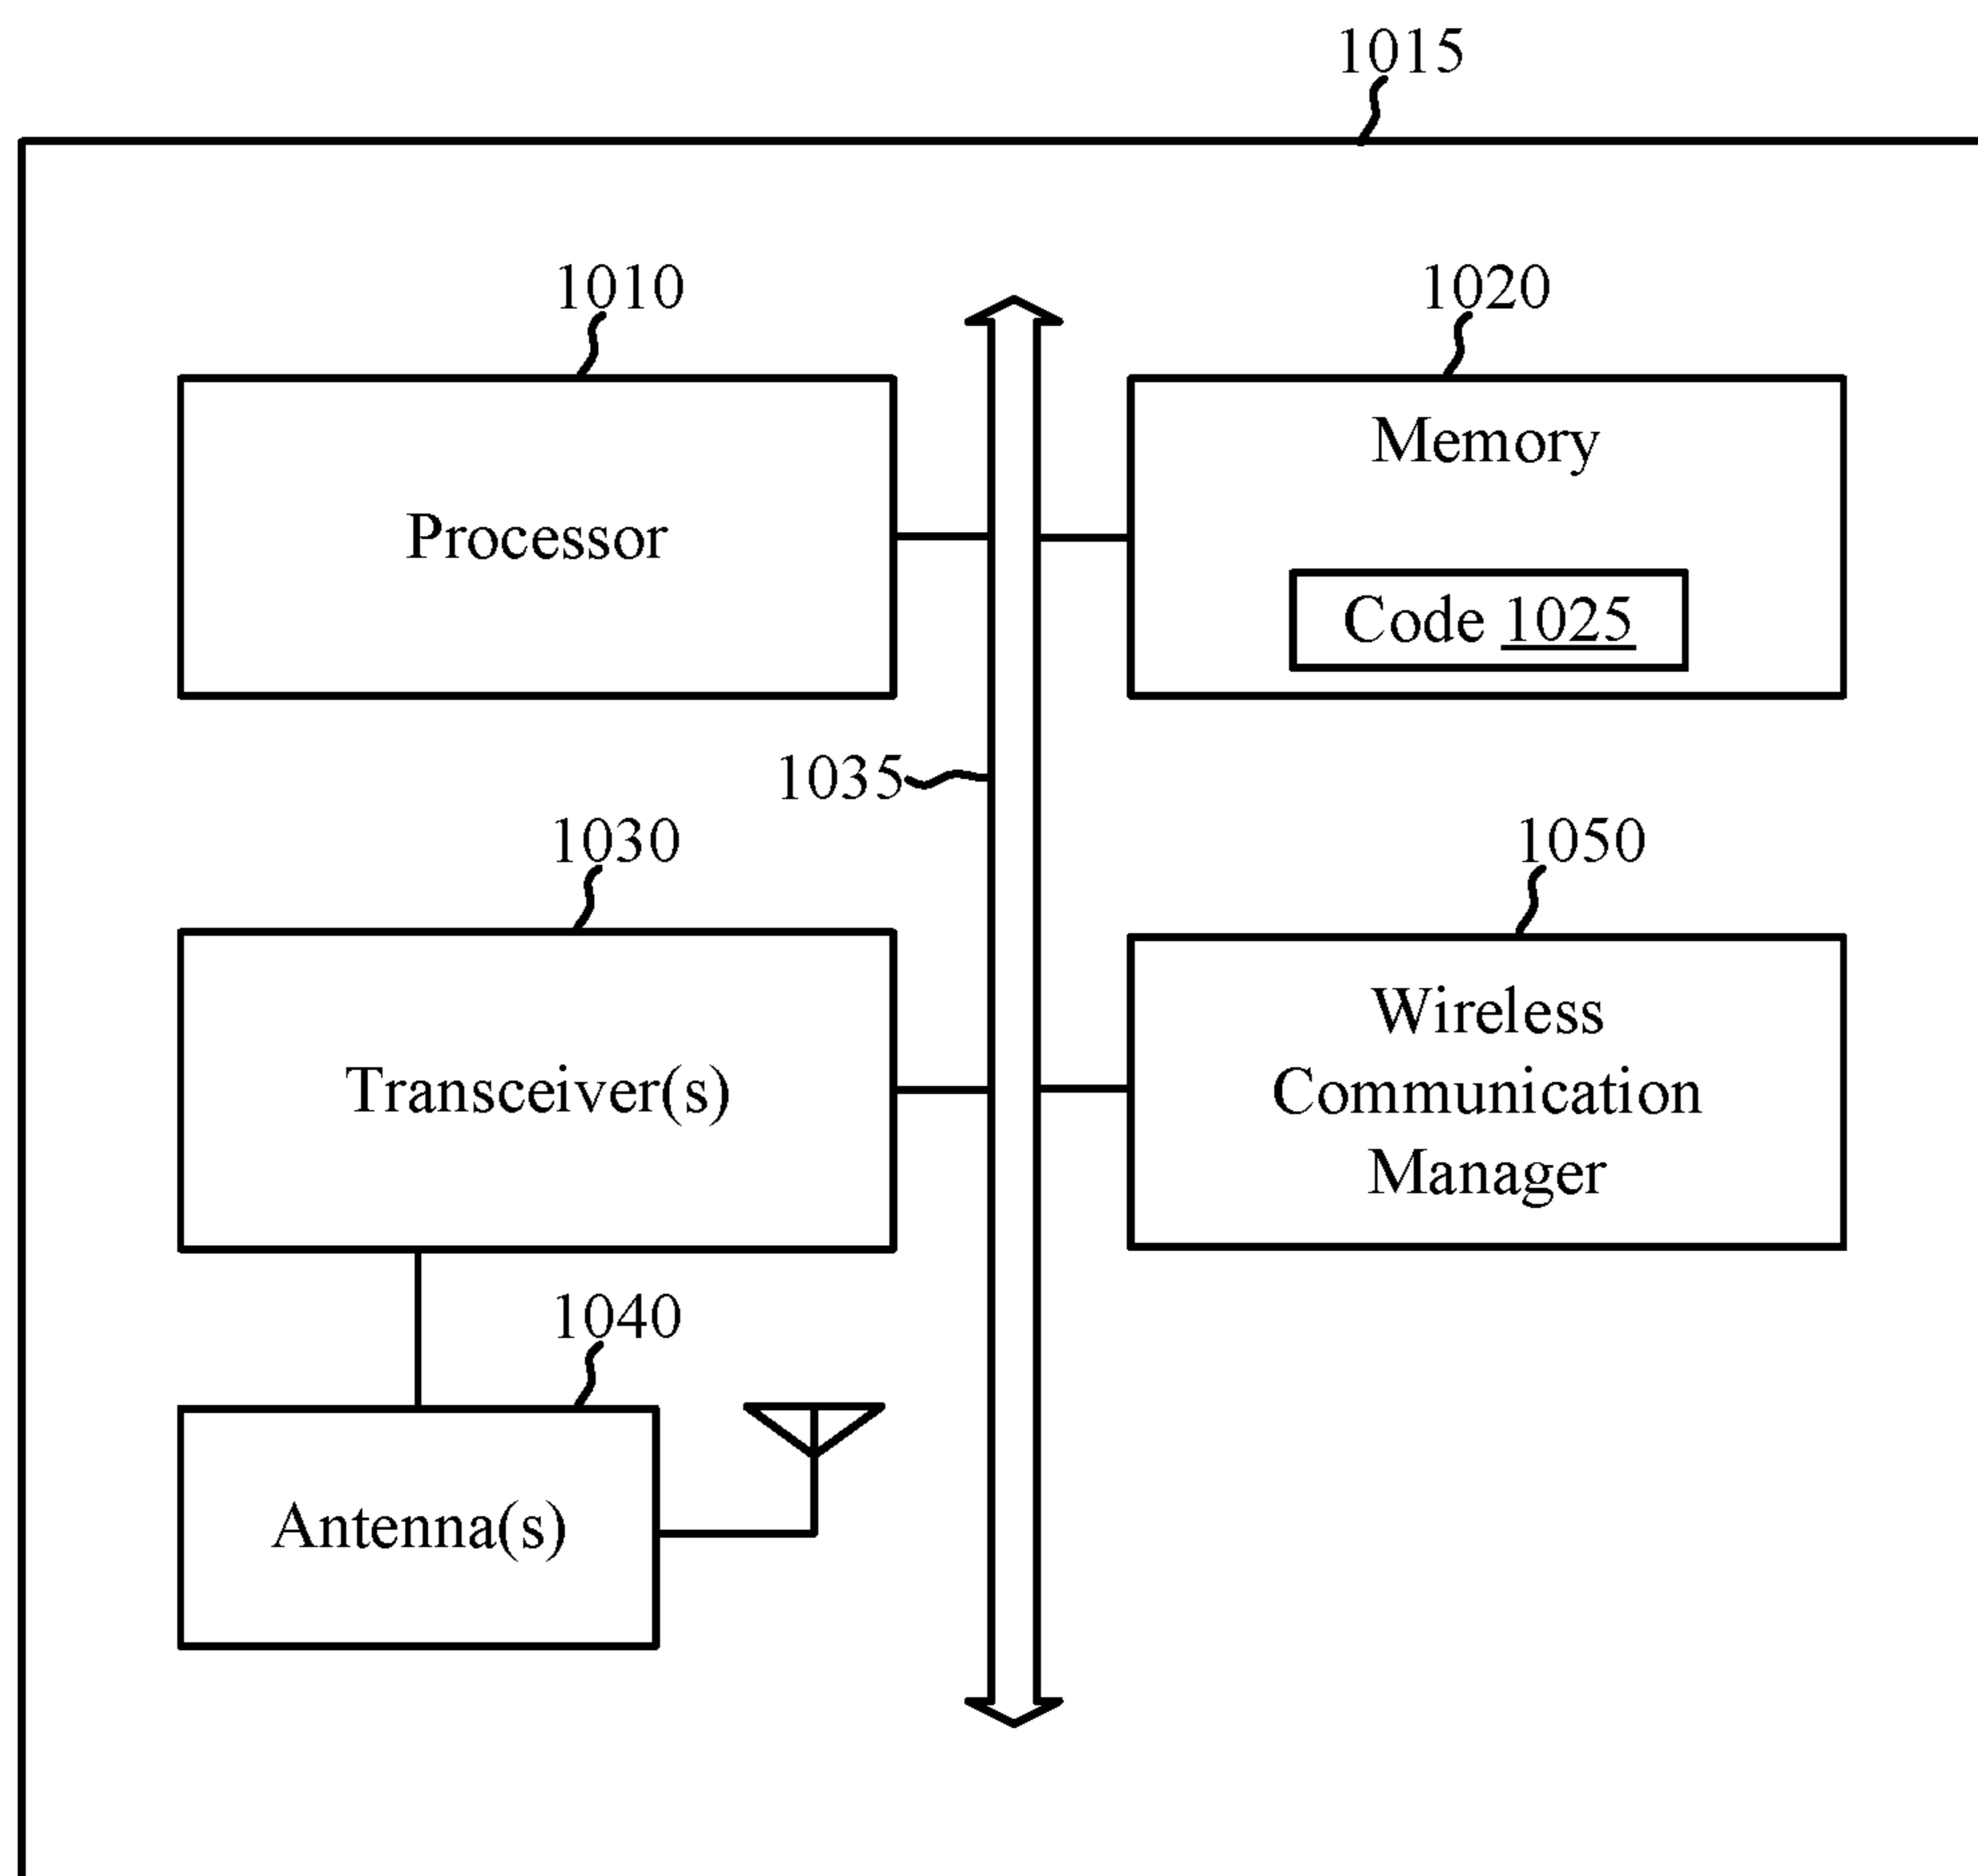 1015
1010
1020
Processor
Memory
Code 1025
1035
1030
1050
Transceiver(s)
Wireless
Communication
Manager
1040
Antenna(s)